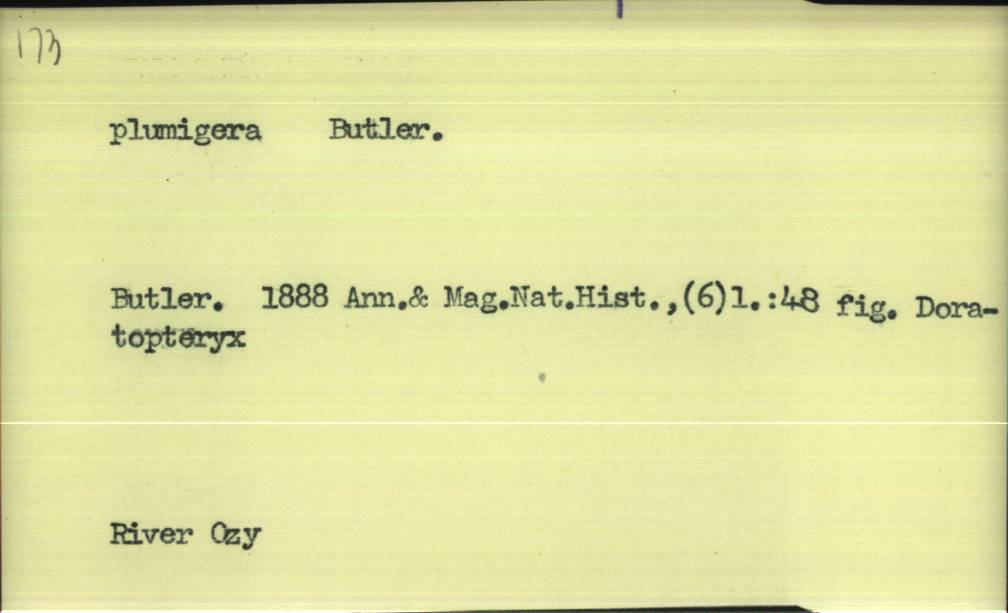 173
plumigera Butler.
Butler. 1888 Ann.& Mag.Nat.Hist.,(6)1.:48 fig. Dora-
topteryx
River Ozy